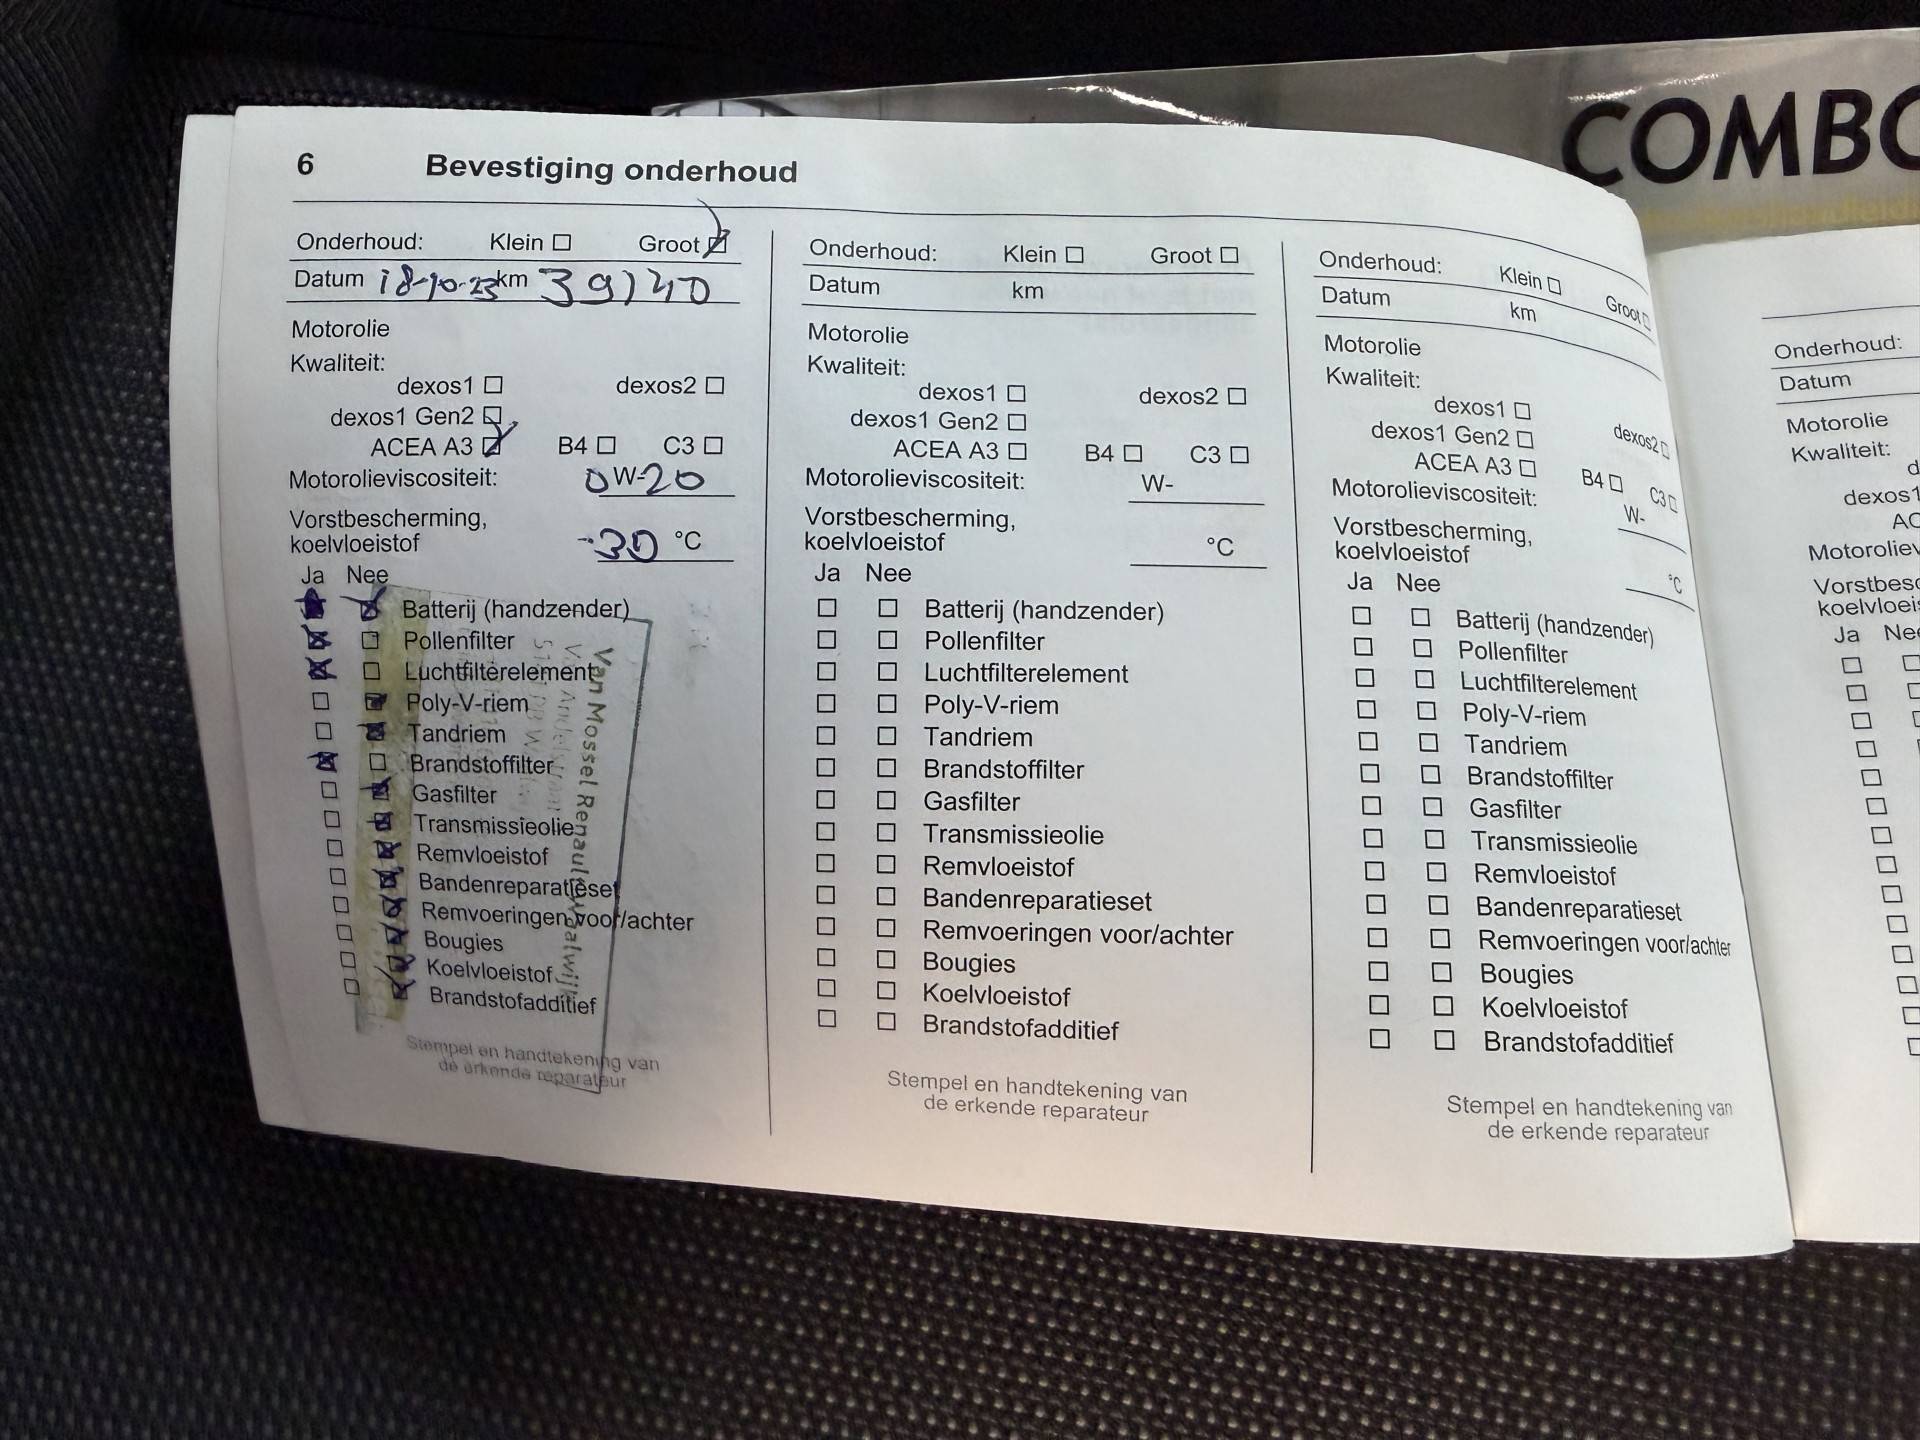 COMBO
6 Bevestiging onderhoud
Onderhoud: Klein Groot
Datum 18-10-23 km 39140
Motorolie
Kwaliteit:
dexos1 dexos2
dexos1 Gen2
ACEA A3 B4 C3
Motorolieviscositeit: 0W-20
Vorstbescherming,
koelvloeistof -30 °C
Ja Nee
Batterij (handzender)
Pollenfilter
Luchtfilterelement
Poly-V-riem
Tandriem
Brandstoffilter
Gasfilter
Transmissieolie
Remvloeistof
Bandenreparatieset
Remvoeringen voor/achter
Bougies
Koelvloeistof
Brandstofadditief
Van Mossel Renault Waalwijk
Stempel en handtekening van
de erkende reparateur
Onderhoud: Klein Groot
Datum km
Motorolie
Kwaliteit:
dexos1 dexos2
dexos1 Gen2
ACEA A3 B4 C3
Motorolieviscositeit: W-
Vorstbescherming,
koelvloeistof °C
Ja Nee
Batterij (handzender)
Pollenfilter
Luchtfilterelement
Poly-V-riem
Tandriem
Brandstoffilter
Gasfilter
Transmissieolie
Remvloeistof
Bandenreparatieset
Remvoeringen voor/achter
Bougies
Koelvloeistof
Brandstofadditief
Stempel en handtekening van
de erkende reparateur
Onderhoud: Klein Groot
Datum km
Motorolie
Kwaliteit:
dexos1 dexos2
dexos1 Gen2
ACEA A3 B4 C3
Motorolieviscositeit: W-
Vorstbescherming,
koelvloeistof °C
Ja Nee
Batterij (handzender)
Pollenfilter
Luchtfilterelement
Poly-V-riem
Tandriem
Brandstoffilter
Gasfilter
Transmissieolie
Remvloeistof
Bandenreparatieset
Remvoeringen voor/achter
Bougies
Koelvloeistof
Brandstofadditief
Stempel en handtekening van
de erkende reparateur
Onderhoud:
Datum
Motorolie
Kwaliteit:
d
dexos1
AC
Motoroliev
Vorstbesc
koelvloeis
Ja Nee